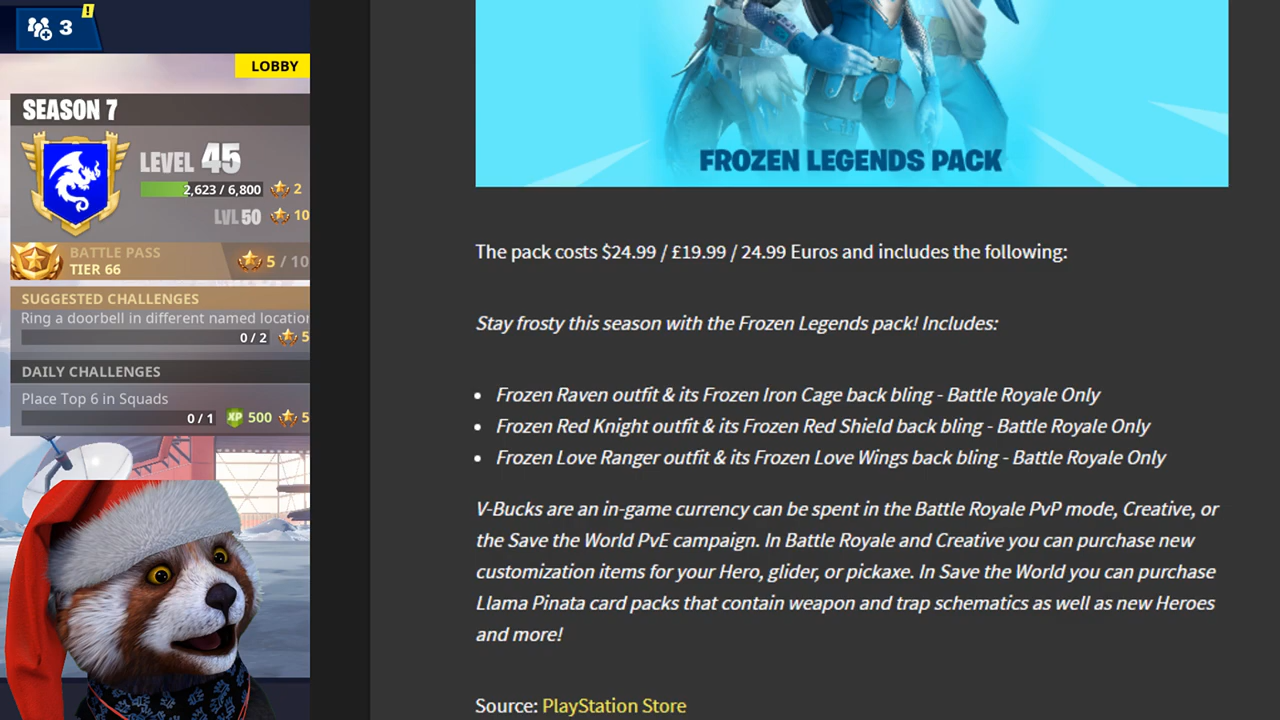 3
!
LOBBY
SEASON 7
LEVEL 45
2,623 / 6,800
2
LVL 50
10
BATTLE PASS
TIER 66
5 / 10
SUGGESTED CHALLENGES
Ring a doorbell in different named location
0 / 2
5
DAILY CHALLENGES
Place Top 6 in Squads
0 / 1
XP 500
5
FROZEN LEGENDS PACK
The pack costs $24.99 / £19.99 / 24.99 Euros and includes the following:
Stay frosty this season with the Frozen Legends pack! Includes:
• Frozen Raven outfit & its Frozen Iron Cage back bling - Battle Royale Only
• Frozen Red Knight outfit & its Frozen Red Shield back bling - Battle Royale Only
• Frozen Love Ranger outfit & its Frozen Love Wings back bling - Battle Royale Only
V-Bucks are an in-game currency can be spent in the Battle Royale PvP mode, Creative, or
the Save the World PvE campaign. In Battle Royale and Creative you can purchase new
customization items for your Hero, glider, or pickaxe. In Save the World you can purchase
Llama Pinata card packs that contain weapon and trap schematics as well as new Heroes
and more!
Source: PlayStation Store